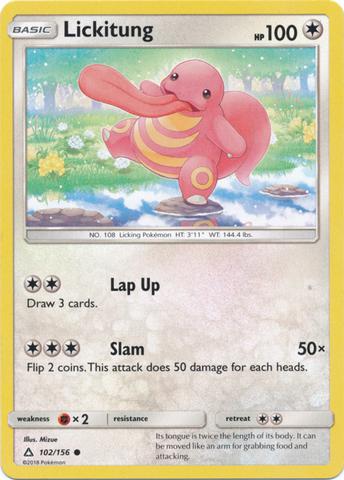 BASIC Lickitung HP 100
NO. 108 Licking Pokémon HT: 3'11" WT: 144.4 lbs.
Lap Up
Draw 3 cards.
Slam 50×
Flip 2 coins. This attack does 50 damage for each heads.
weakness × 2 resistance retreat
Illus. Mizue
102/156
©2018 Pokémon
Its tongue is twice the length of its body. It can
be moved like an arm for grabbing food and
attacking.